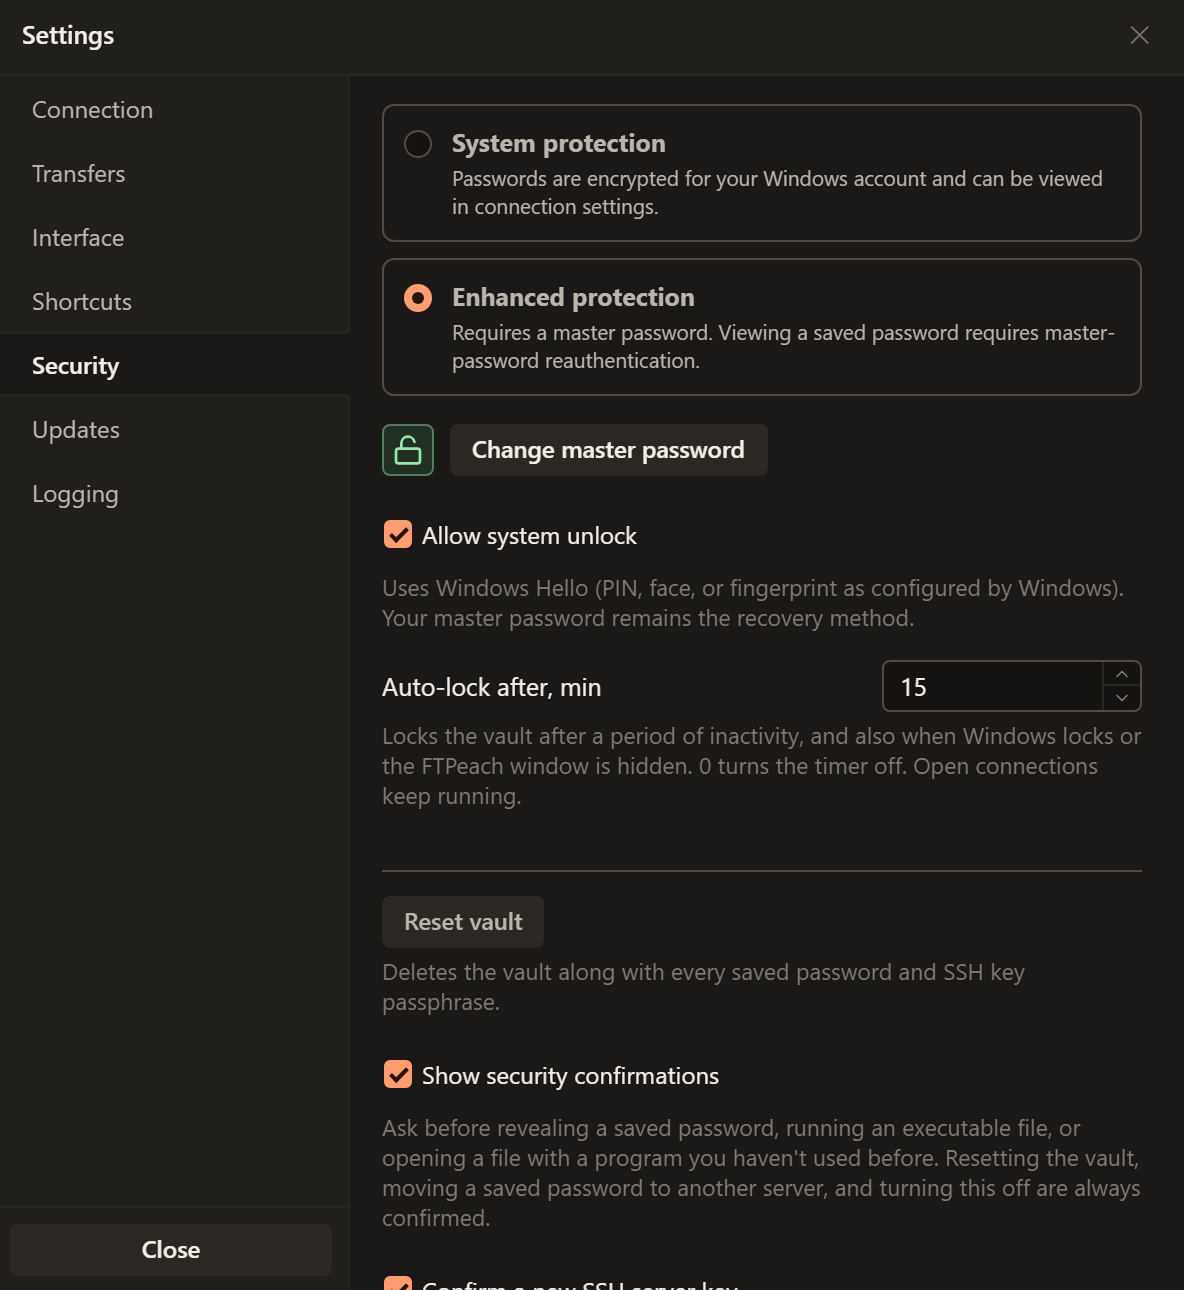 Settings
Connection
Transfers
Interface
Shortcuts
Security
Updates
Logging
Close
System protection
Passwords are encrypted for your Windows account and can be viewed
in connection settings.
Enhanced protection
Requires a master password. Viewing a saved password requires master-
password reauthentication.
Change master password
Allow system unlock
Uses Windows Hello (PIN, face, or fingerprint as configured by Windows).
Your master password remains the recovery method.
Auto-lock after, min
15
Locks the vault after a period of inactivity, and also when Windows locks or
the FTPeach window is hidden. 0 turns the timer off. Open connections
keep running.
Reset vault
Deletes the vault along with every saved password and SSH key
passphrase.
Show security confirmations
Ask before revealing a saved password, running an executable file, or
opening a file with a program you haven't used before. Resetting the vault,
moving a saved password to another server, and turning this off are always
confirmed.
Confirm a new SSH server key